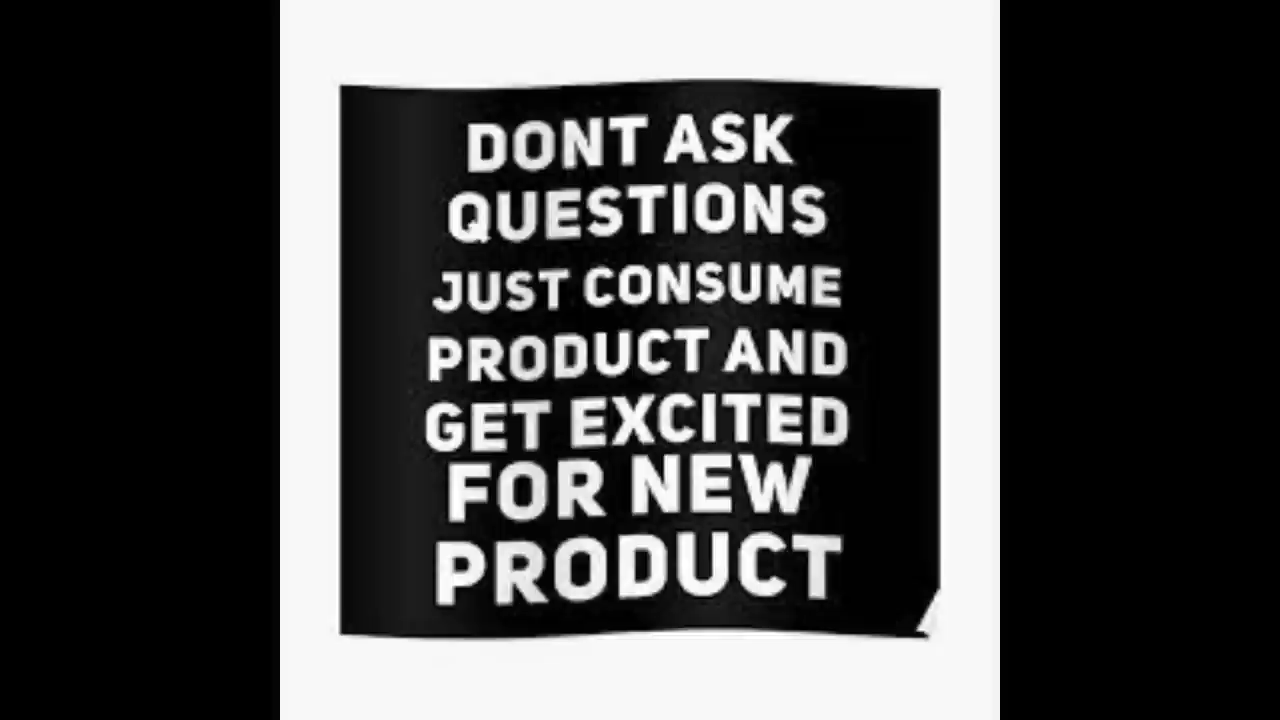 DONT ASK
QUESTIONS
JUST CONSUME
PRODUCT AND
GET EXCITED
FOR NEW
PRODUCT